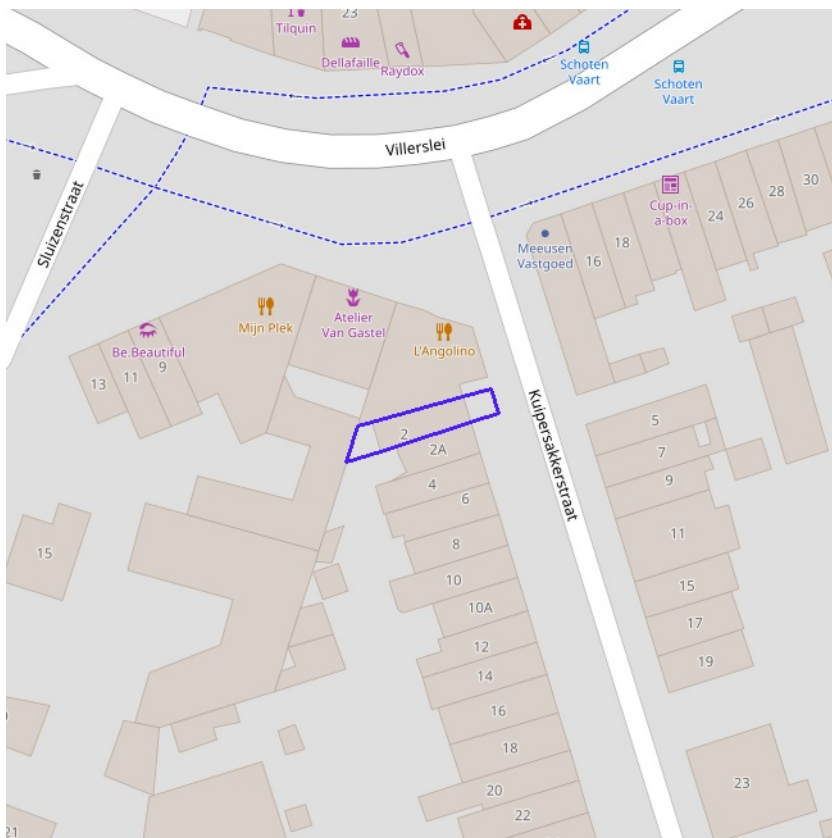 23
Tilquin
Dellafaille
Raydox
Schoten
Vaart
Schoten
Vaart
Villerslei
Sluizenstraat
Cup-in-
a-box
30
28
26
24
18
16
Meeusen
Vastgoed
Mijn Plek
Atelier
Van Gastel
L'Angolino
Be.Beautiful
9
11
13
Kuipersakkerstraat
2
2A
4
6
8
10
10A
12
14
16
18
20
22
5
7
9
11
15
17
19
23
15
21